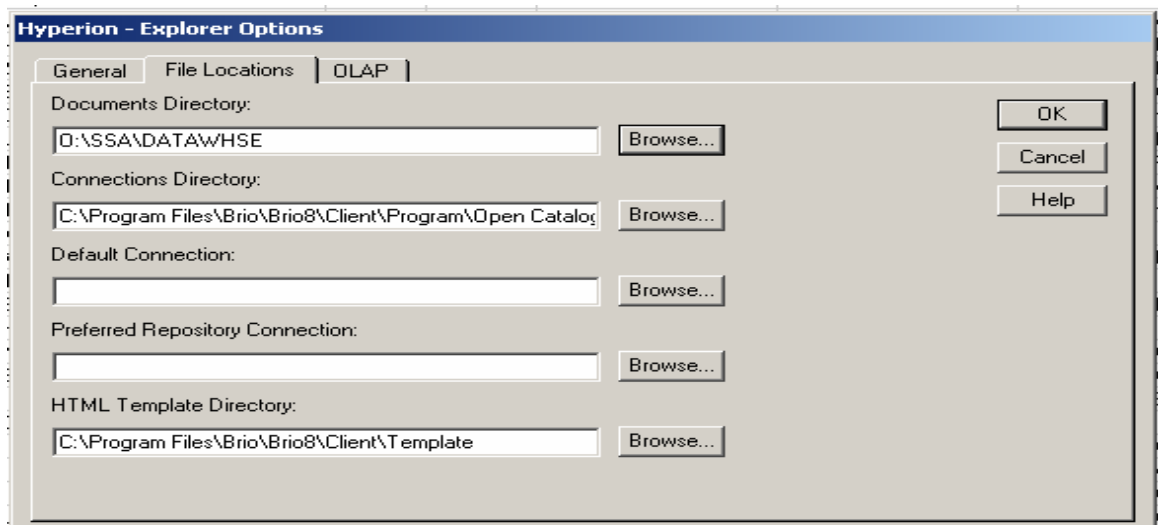 Hyperion - Explorer Options
General File Locations OLAP
Documents Directory:
O:\SSA\DATAWHSE Browse...
OK
Cancel
Connections Directory:
C:\Program Files\Brio\Brio8\Client\Program\Open Catalog Browse...
Help
Default Connection:
Browse...
Preferred Repository Connection:
Browse...
HTML Template Directory:
C:\Program Files\Brio\Brio8\Client\Template Browse...